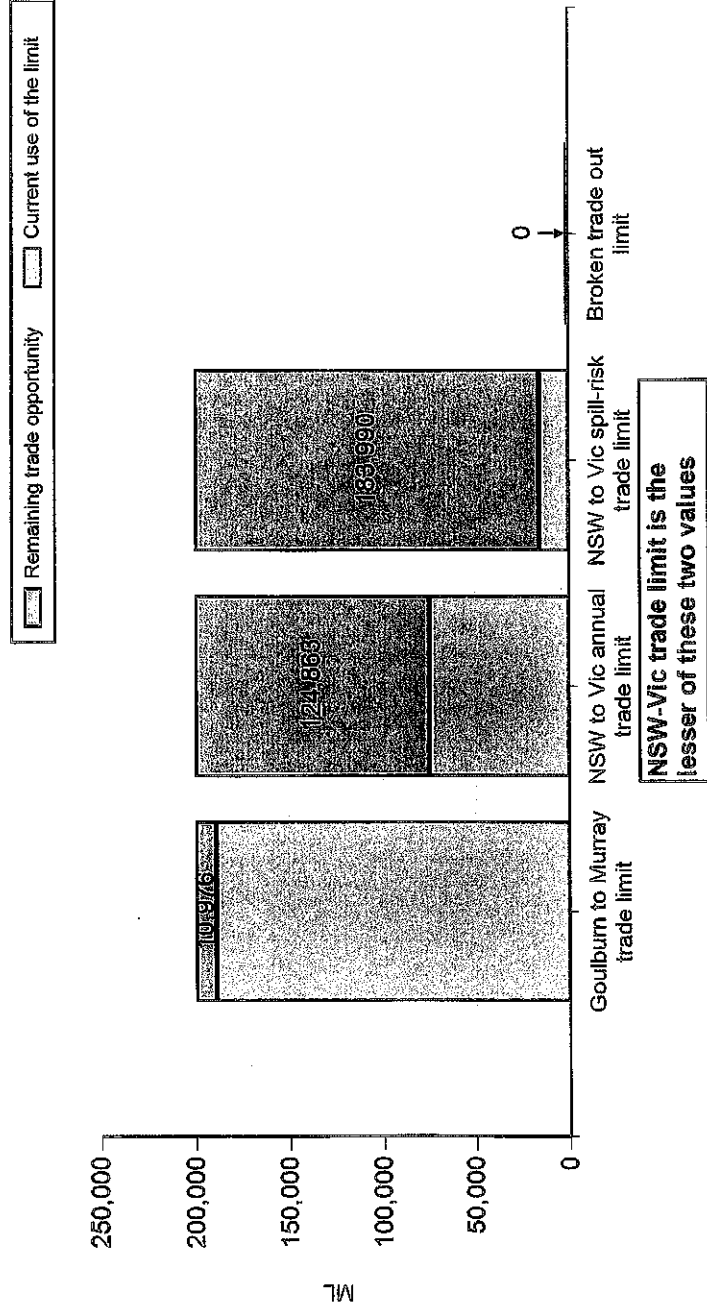 Remaining trade opportunity
Current use of the limit
250,000
200,000
150,000
100,000
50,000
0
ML
10,976
124,863
183,990
0
Goulburn to Murray
trade limit
NSW to Vic annual
trade limit
NSW to Vic spill-risk
trade limit
Broken trade out
limit
NSW-Vic trade limit is the
lesser of these two values